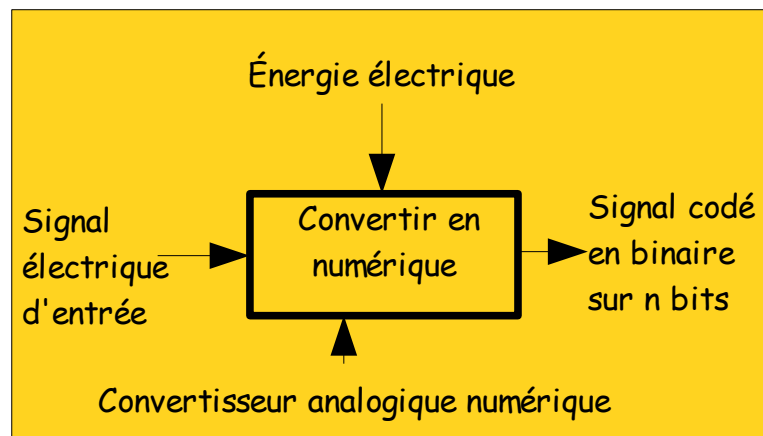 Énergie électrique
Signal
électrique
d'entrée
Convertir en
numérique
Signal codé
en binaire
sur n bits
Convertisseur analogique numérique